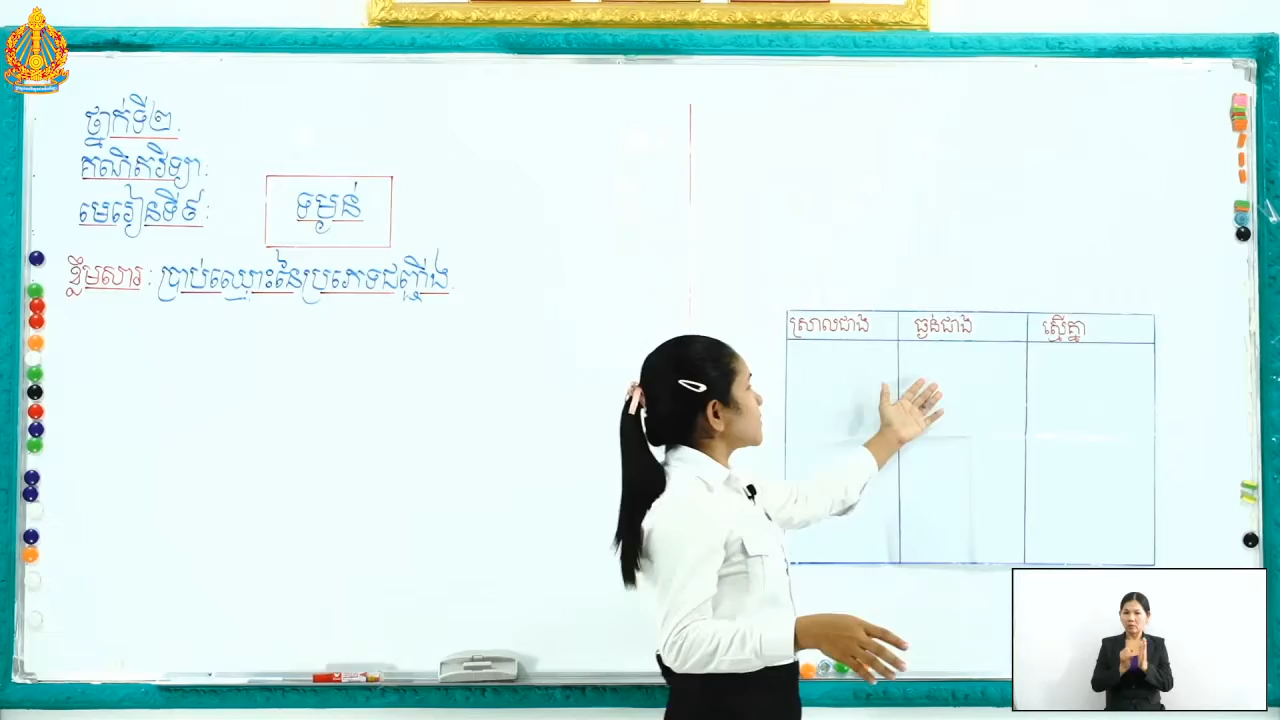 ថ្នាក់ទី២.
គណិតវិទ្យា:
មេរៀនទី៩:
ទម្ងន់
ខ្លឹមសារ: ប្រាប់ឈ្មោះនៃប្រភេទជញ្ជីង.
ស្រាលជាង ធ្ងន់ជាង ស្មើគ្នា